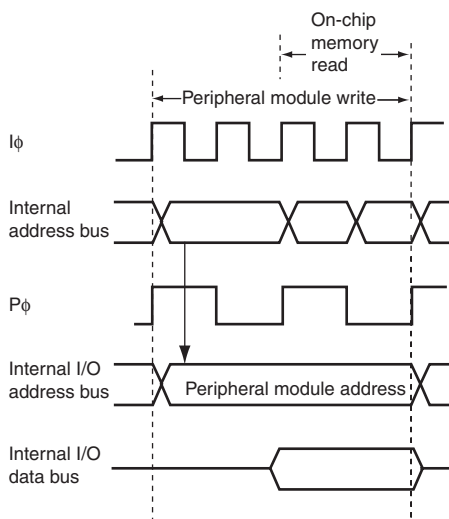 On-chip
memory
read
Peripheral module write
Iϕ
Internal
address bus
Pϕ
Internal I/O
address bus
Peripheral module address
Internal I/O
data bus